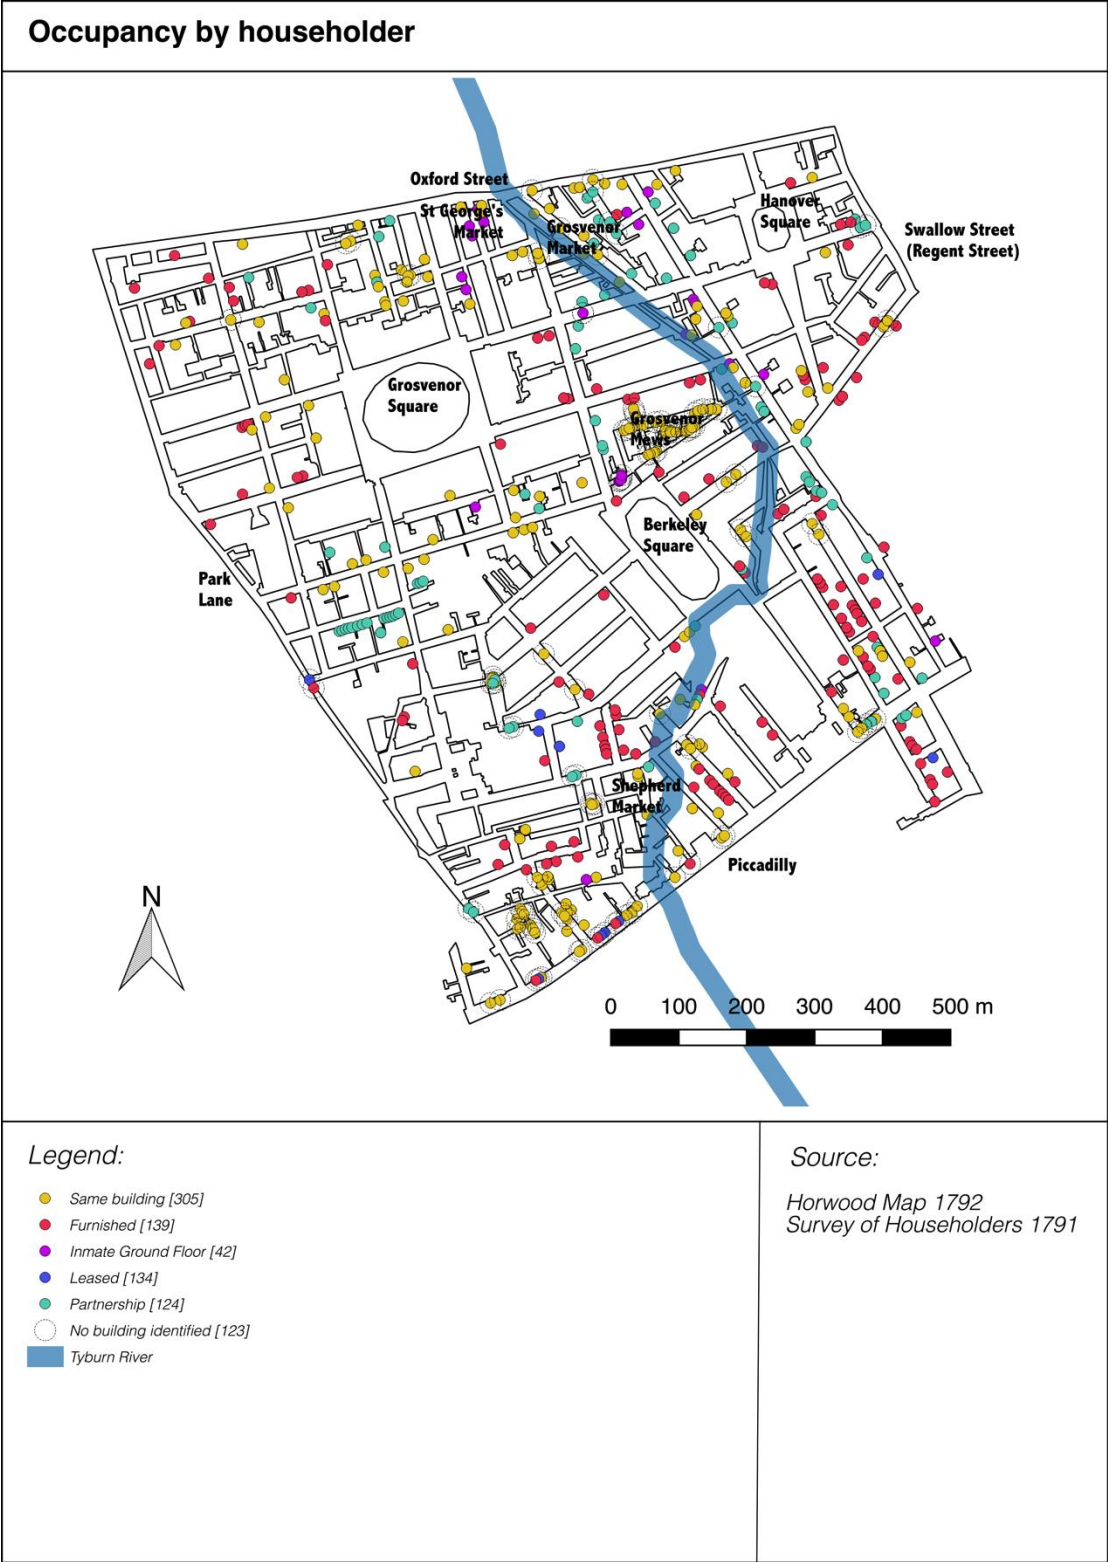 Occupancy by householder
Oxford Street
St George's
Market
Grosvenor
Market
Hanover
Square
Swallow Street
(Regent Street)
Grosvenor
Square
Grosvenor
Mews
Berkeley
Square
Park
Lane
Shepherd
Market
Piccadilly
N
0 100 200 300 400 500 m
Legend:
Same building [305]
Furnished [139]
Inmate Ground Floor [42]
Leased [134]
Partnership [124]
No building identified [123]
Tyburn River
Source:
Horwood Map 1792
Survey of Householders 1791